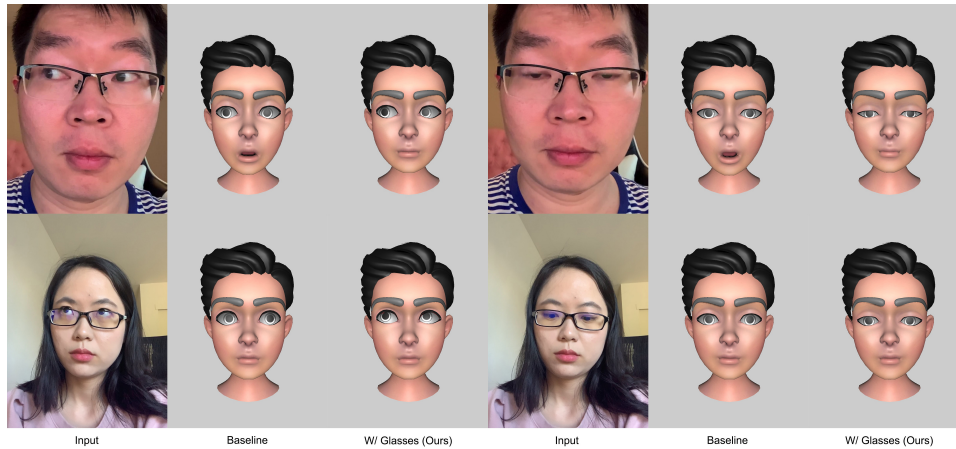 Input
Baseline
W/ Glasses (Ours)
Input
Baseline
W/ Glasses (Ours)